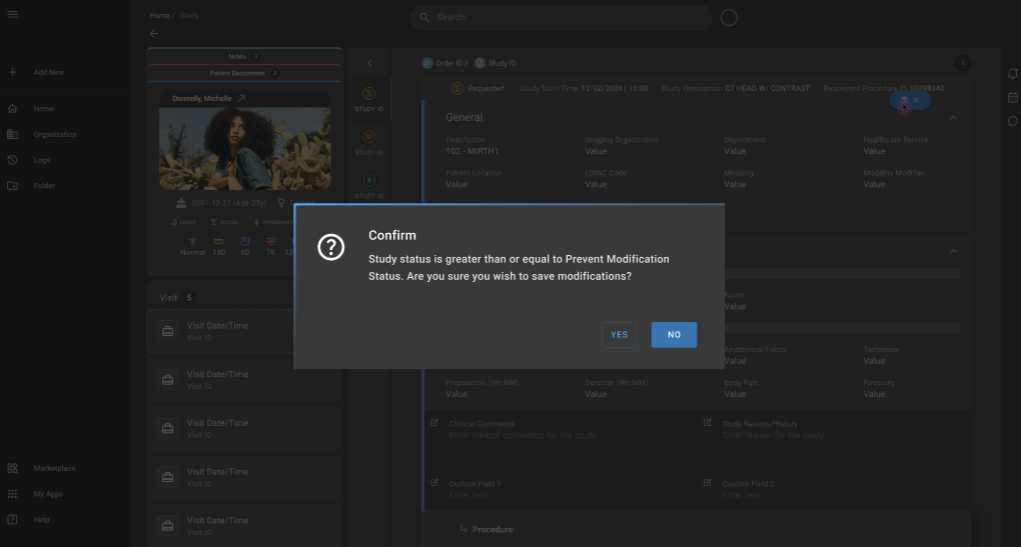 Home / Study
Search
Add New
Home
Organization
Logs
Folder
Marketplace
My Apps
Help
Notes 3
Patient Documents 3
Donnelly, Michelle
2001-12-23 (Age 23y)
LIGHT SOCIAL PREGNANT
Normal 180 80 76
Visit 5
Visit Date/Time
Visit ID
Visit Date/Time
Visit ID
Visit Date/Time
Visit ID
Visit Date/Time
Visit ID
Visit Date/Time
Visit ID
STUDY ID
STUDY ID
STUDY ID
Order ID / Study ID
Requested Study Date/Time 12/02/2024 | 10:00 Study Description CT HEAD W/ CONTRAST Requested Procedure ID 10298340
General
Description Imaging Organization Department Healthcare Service
102 - MIRTH1 Value Value Value
Patient Location LOINC Code Modality Modality Modifier
Value Value Value Value
Confirm
Study status is greater than or equal to Prevent Modification
Status. Are you sure you wish to save modifications?
YES NO
Name
Value
Anatomical Focus Technique
Value Value
Preparation (HH:MM) Duration (HH:MM) Body Part Recovery
Value Value Value Value
Clinical Comments Study Reason/History
Enter clinical comments for the study Enter reason for the study
Custom Field 1 Custom Field 2
Enter text Enter text
Procedure